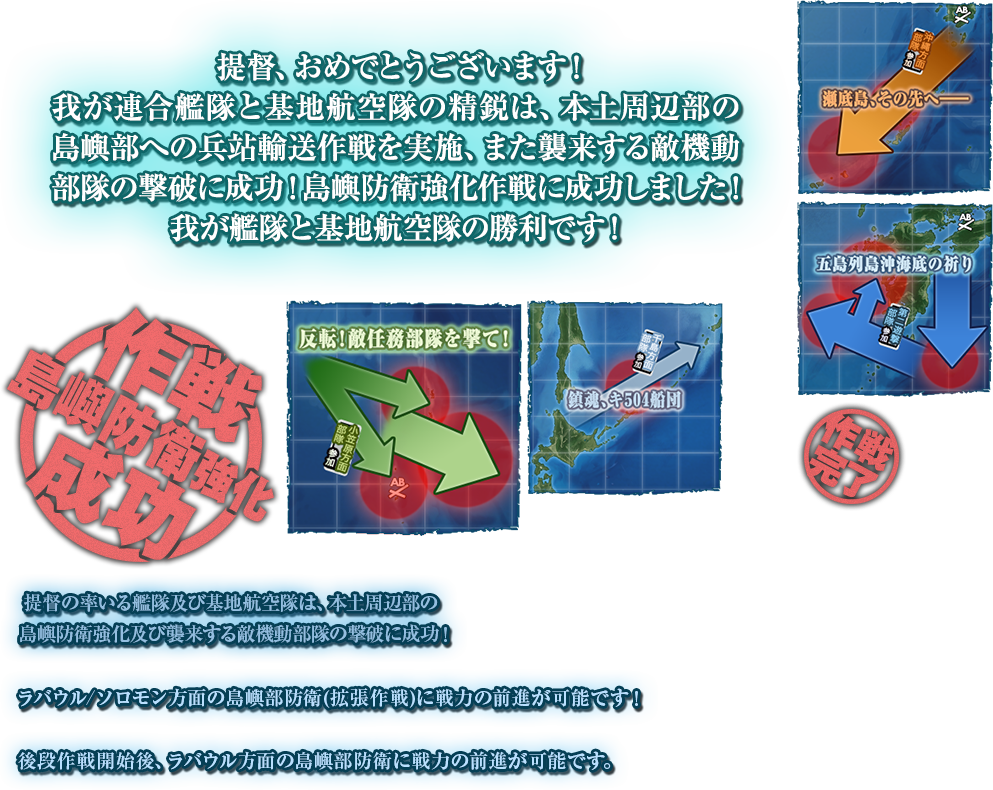 提督、おめでとうございます！
我が連合艦隊と基地航空隊の精鋭は、本土周辺部の
島嶼部への兵站輸送作戦を実施、また襲来する敵機動
部隊の撃破に成功！島嶼防衛強化作戦に成功しました！
我が艦隊と基地航空隊の勝利です！
AB
沖縄方面
部隊 参加
瀬底島、その先へ――
AB
五島列島沖海底の祈り
第二遊撃
部隊 参加
作戦
完了
作戦
島嶼防衛強化
成功
反転！敵任務部隊を撃て！
小笠原方面
部隊 参加
AB
千島方面
部隊 参加
鎮魂、キ504船団
提督の率いる艦隊及び基地航空隊は、本土周辺部の
島嶼防衛強化及び襲来する敵機動部隊の撃破に成功！
ラバウル/ソロモン方面の島嶼部防衛(拡張作戦)に戦力の前進が可能です！
後段作戦開始後、ラバウル方面の島嶼部防衛に戦力の前進が可能です。